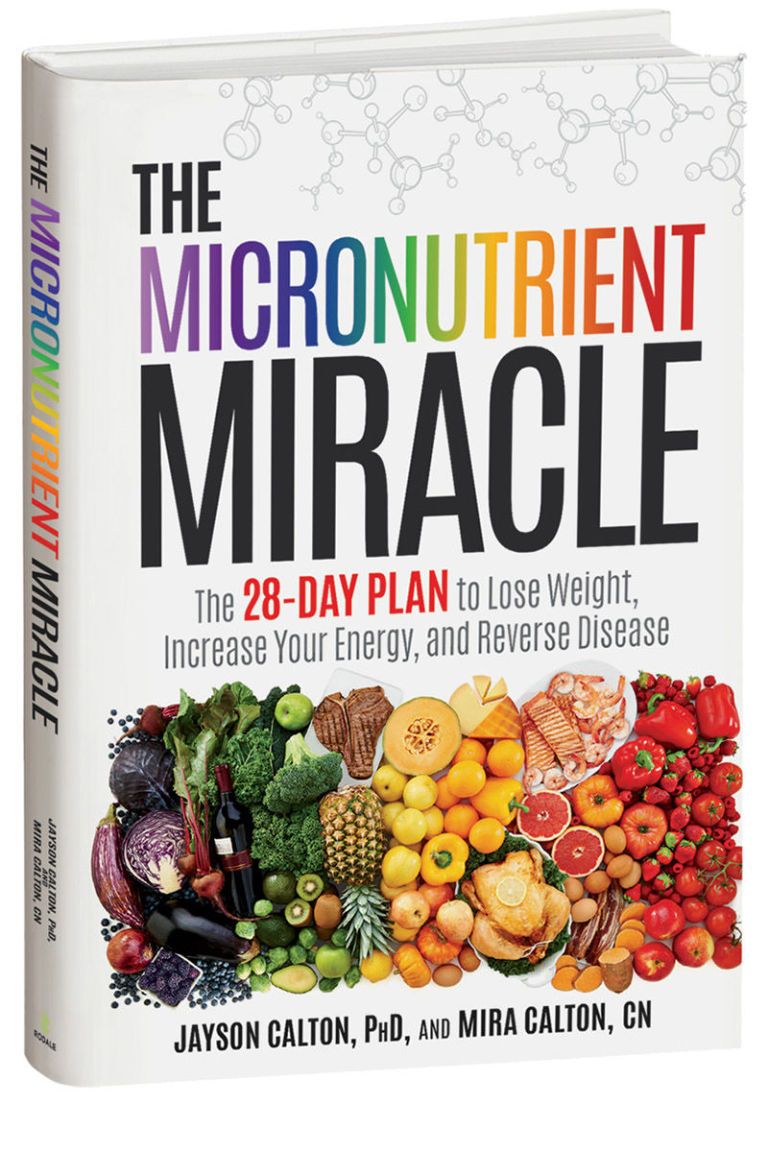 THE
MICRONUTRIENT
MIRACLE
The 28-DAY PLAN to Lose Weight,
Increase Your Energy, and Reverse Disease
JAYSON CALTON, PHD, AND MIRA CALTON, CN
THE MICRONUTRIENT MIRACLE
JAYSON CALTON, PHD,
AND
MIRA CALTON, CN
RODALE